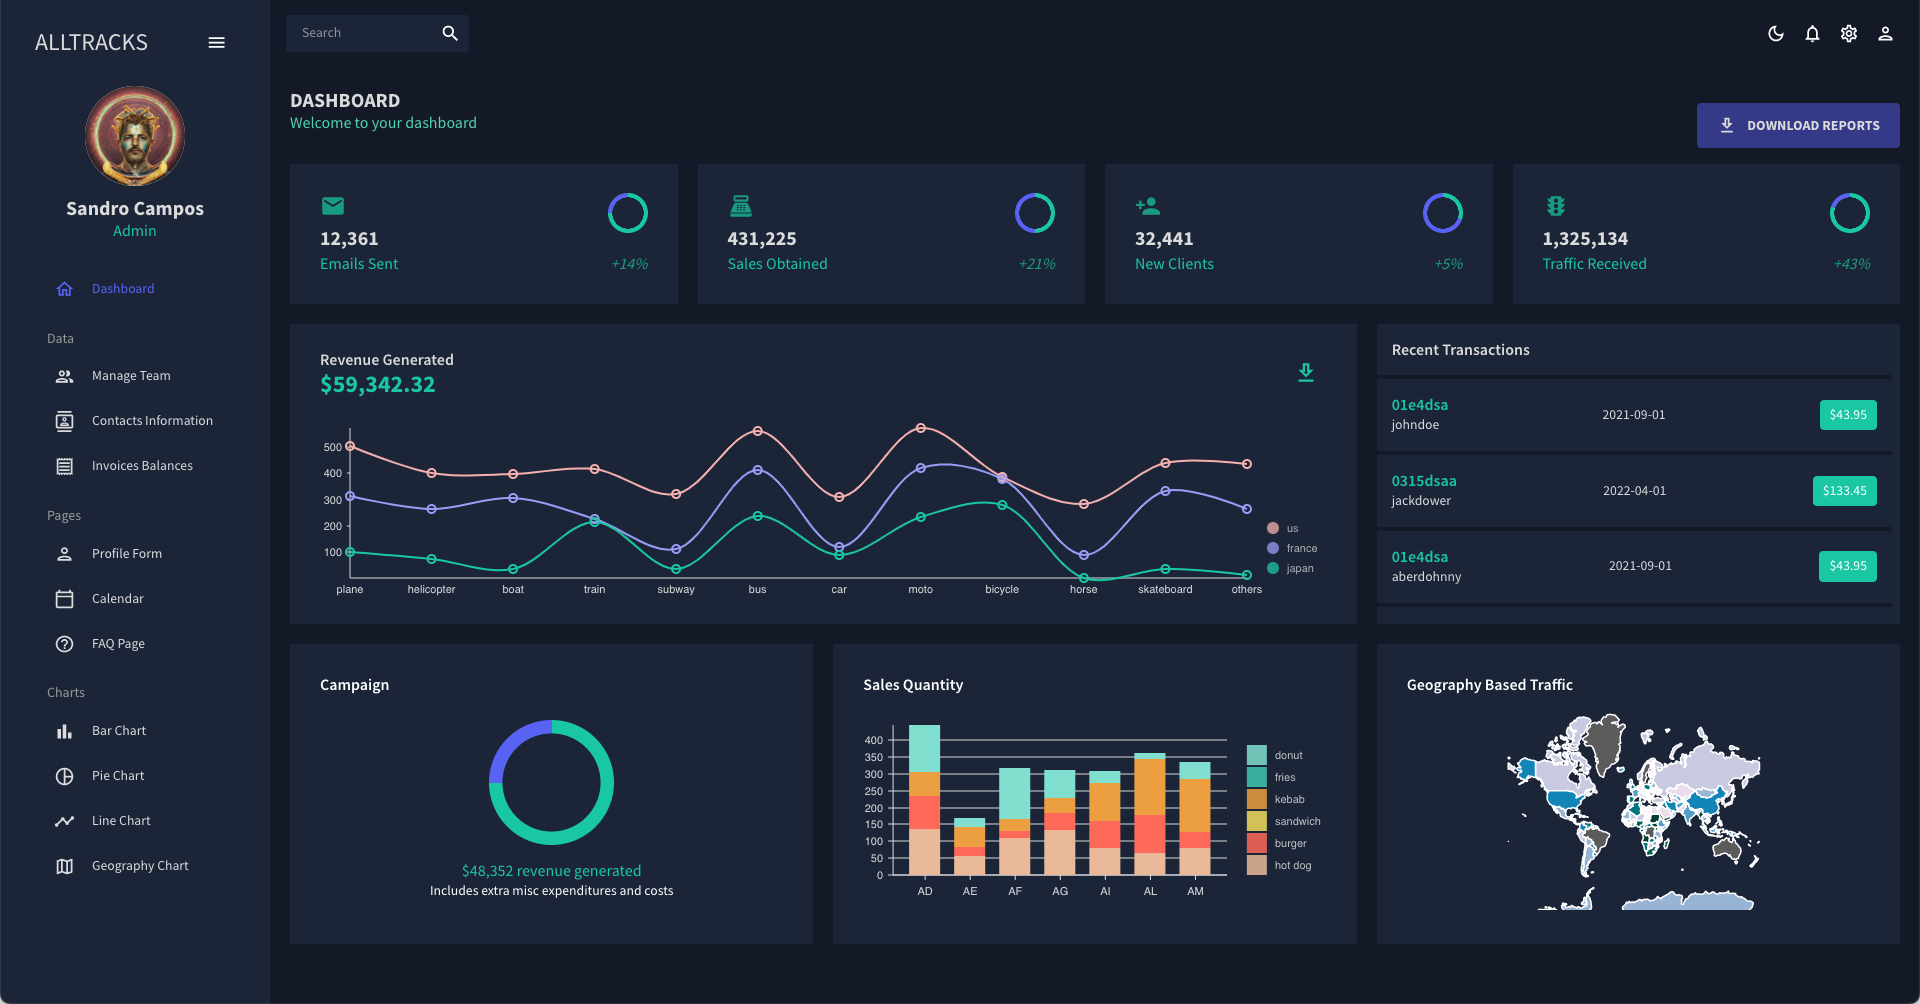 ALLTRACKS
Sandro Campos
Admin
Dashboard
Data
Manage Team
Contacts Information
Invoices Balances
Pages
Profile Form
Calendar
FAQ Page
Charts
Bar Chart
Pie Chart
Line Chart
Geography Chart
Search
DASHBOARD
Welcome to your dashboard
DOWNLOAD REPORTS
12,361
Emails Sent
+14%
431,225
Sales Obtained
+21%
32,441
New Clients
+5%
1,325,134
Traffic Received
+43%
Revenue Generated
$59,342.32
500
400
300
200
100
plane helicopter boat train subway bus car moto bicycle horse skateboard others
us
france
japan
Recent Transactions
01e4dsa
johndoe
2021-09-01
$43.95
0315dsaa
jackdower
2022-04-01
$133.45
01e4dsa
aberdohnny
2021-09-01
$43.95
Campaign
$48,352 revenue generated
Includes extra misc expenditures and costs
Sales Quantity
400
350
300
250
200
150
100
50
0
AD AE AF AG AI AL AM
donut
fries
kebab
sandwich
burger
hot dog
Geography Based Traffic